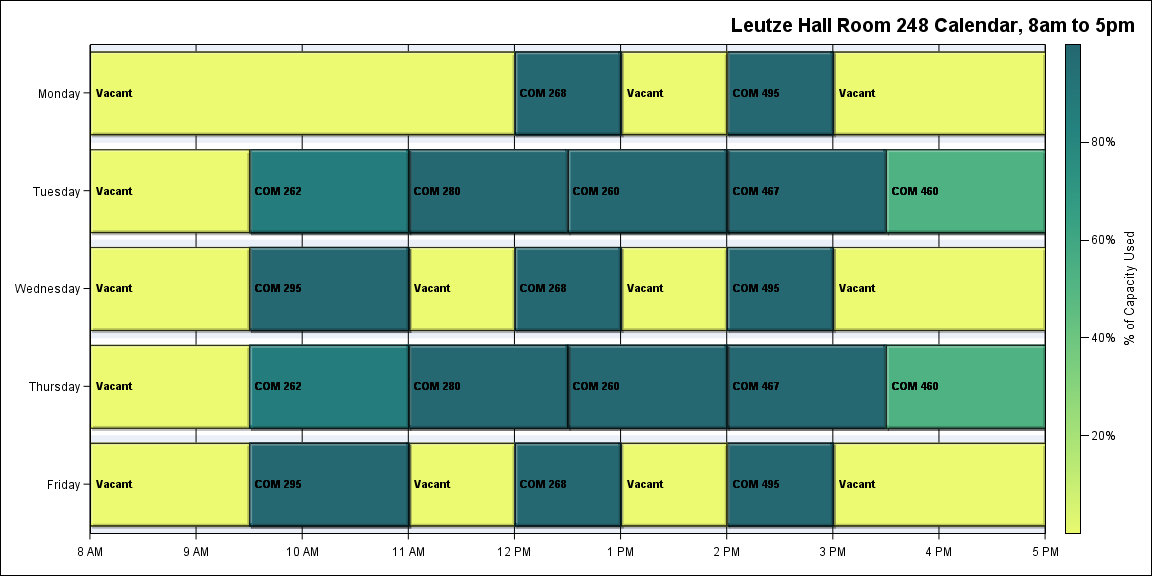 Leutze Hall Room 248 Calendar, 8am to 5pm
Monday
Vacant
COM 268
Vacant
COM 495
Vacant
Tuesday
Vacant
COM 262
COM 280
COM 260
COM 467
COM 460
Wednesday
Vacant
COM 295
Vacant
COM 268
Vacant
COM 495
Vacant
Thursday
Vacant
COM 262
COM 280
COM 260
COM 467
COM 460
Friday
Vacant
COM 295
Vacant
COM 268
Vacant
COM 495
Vacant
8 AM
9 AM
10 AM
11 AM
12 PM
1 PM
2 PM
3 PM
4 PM
5 PM
80%
60%
40%
20%
% of Capacity Used